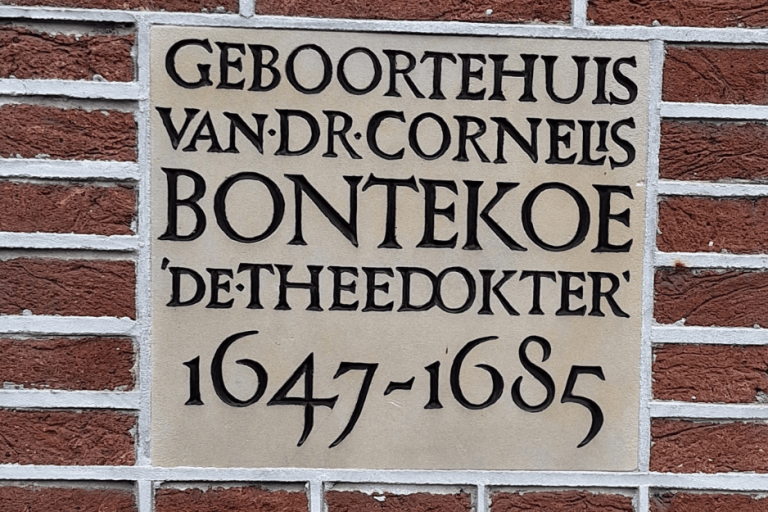 GEBOORTEHUIS
VAN·DR·CORNELIS
BONTEKOE
'DE·THEEDOKTER'
1647-1685